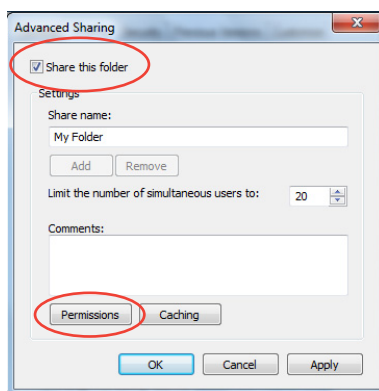 Advanced Sharing
Share this folder
Settings
Share name:
My Folder
Add Remove
Limit the number of simultaneous users to: 20
Comments:
Permissions Caching
OK Cancel Apply